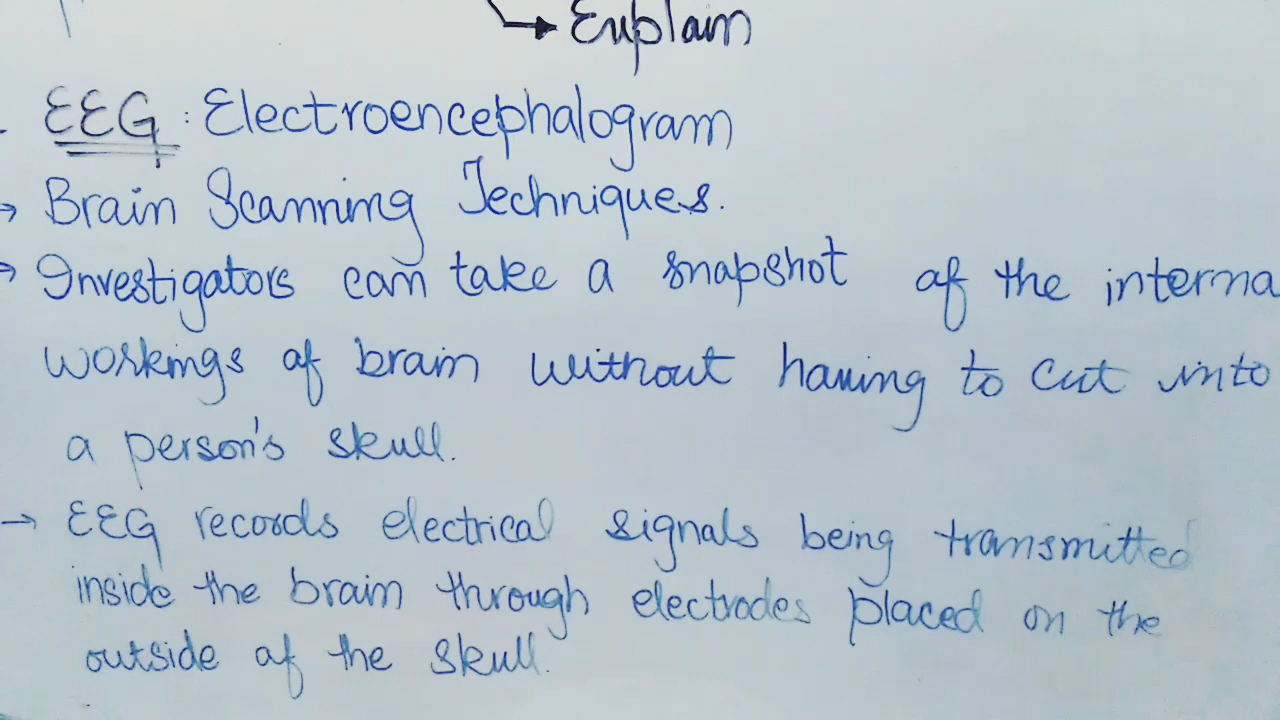 → Explain
- EEG : Electroencephalogram
→ Brain Scanning Techniques.
→ Investigators can take a snapshot of the interna
workings of brain without having to cut into
a person's skull.
→ EEG records electrical signals being transmitted
inside the brain through electrodes placed on the
outside of the skull.